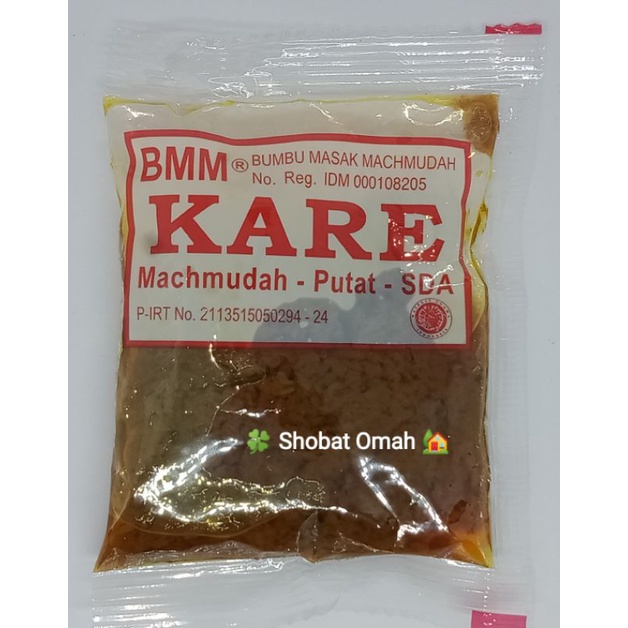 BMM® BUMBU MASAK MACHMUDAH
No. Reg. IDM 000108205
KARE
Machmudah - Putat - SDA
P-IRT No. 2113515050294 - 24
🍀 Shobat Omah 🏡